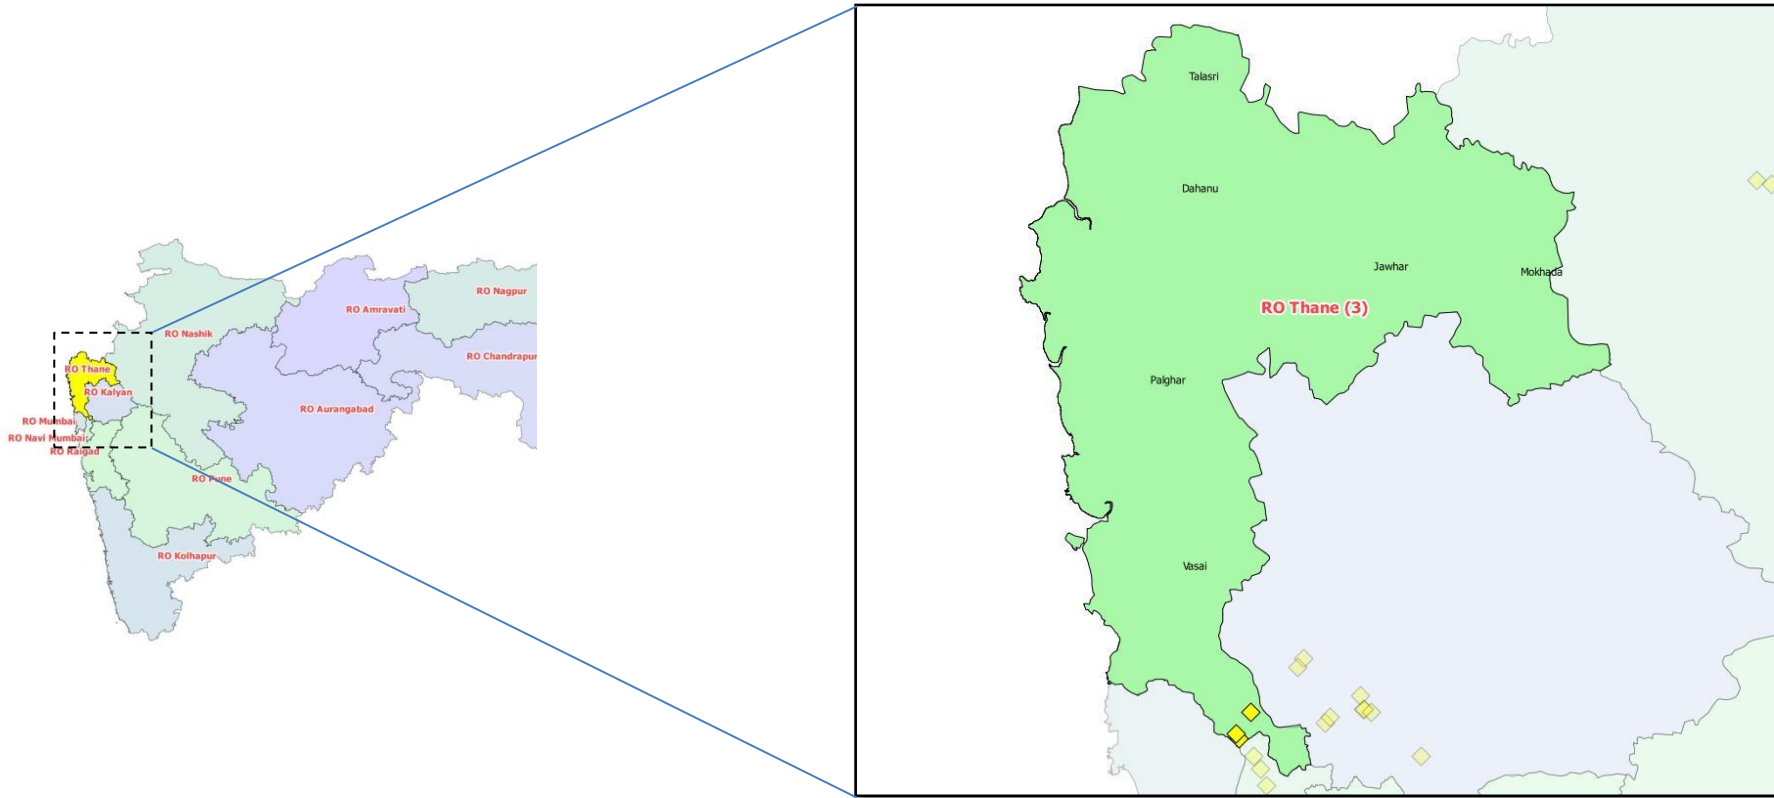 RO Nagpur
RO Amravati
RO Nashik
RO Chandrapur
RO Thane
RO Kalyan
RO Aurangabad
RO Mumbai
RO Navi Mumbai
RO Raigad
RO Pune
RO Kolhapur
Talasri
Dahanu
Jawhar
Mokhada
RO Thane (3)
Palghar
Vasai